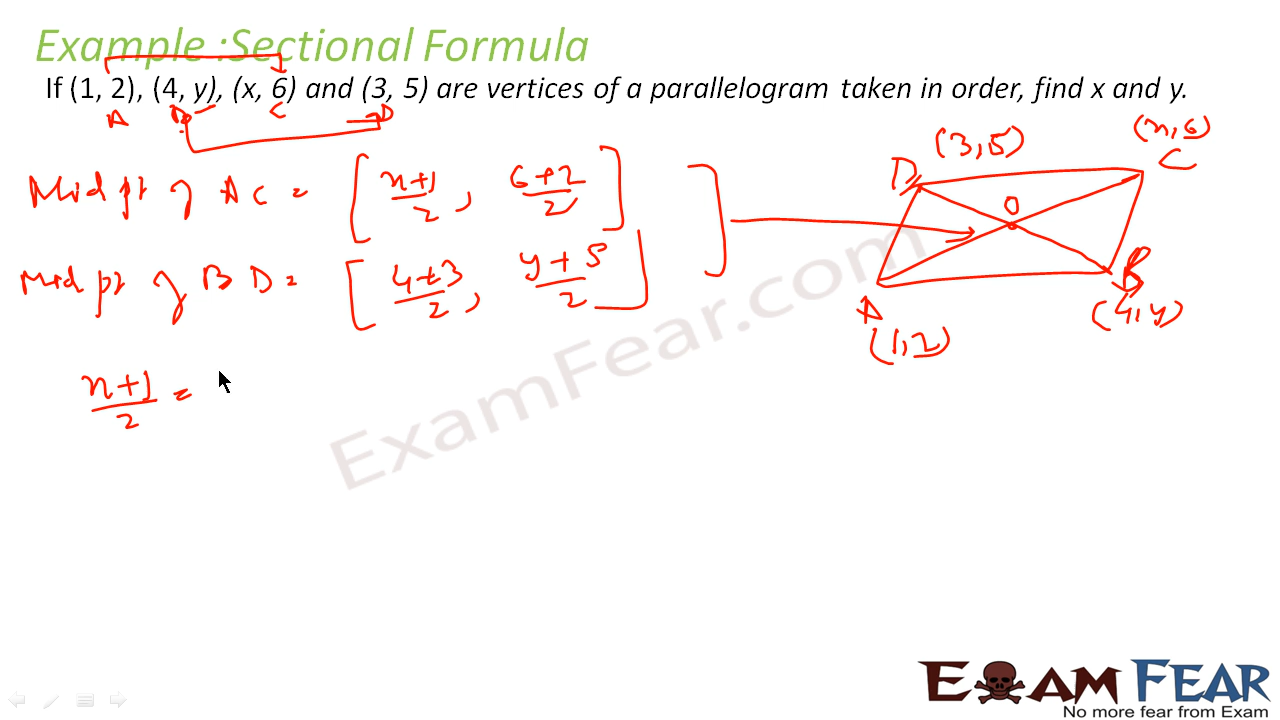 Example :Sectional Formula
If (1, 2), (4, y), (x, 6) and (3, 5) are vertices of a parallelogram taken in order, find x and y.
A B C D
(3,5) (x,6)
D C
Mid pt of AC = [ x+1/2 , 6+2/2 ]
O
Mid pt of BD = [ 4+3/2 , y+5/2 ]
A B
(1,2) (4,y)
x+1/2 =
ExamFear.com
EXAM FEAR
No more fear from Exam